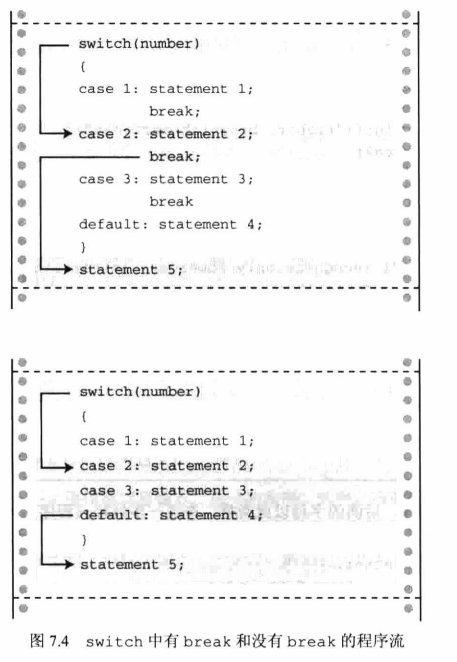 switch(number)
{
case 1: statement 1;
break;
case 2: statement 2;
break;
case 3: statement 3;
break
default: statement 4;
}
statement 5;
switch(number)
{
case 1: statement 1;
case 2: statement 2;
case 3: statement 3;
default: statement 4;
}
statement 5;
图 7.4 switch 中有 break 和没有 break 的程序流